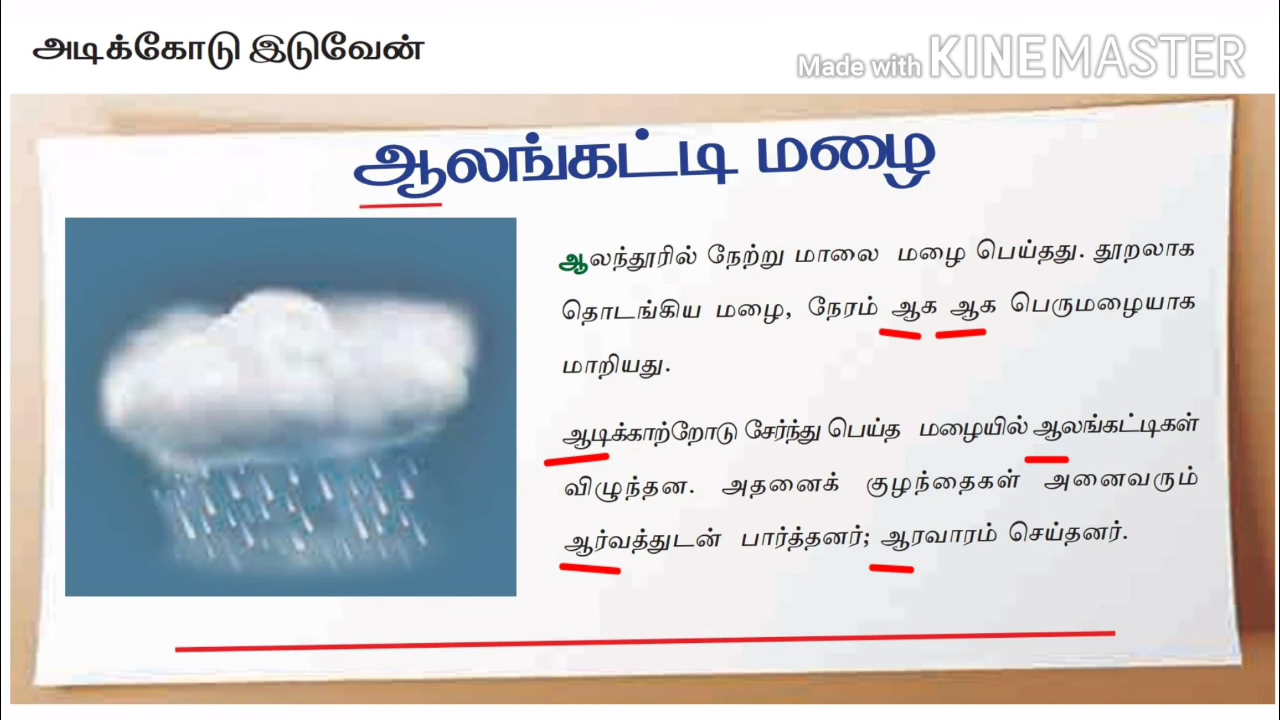 அடிக்கோடு இடுவேன்
Made with KINEMASTER
ஆலங்கட்டி மழை
ஆலந்தூரில் நேற்று மாலை மழை பெய்தது. தூறலாக
தொடங்கிய மழை, நேரம் ஆக ஆக பெருமழையாக
மாறியது.
ஆடிக்காற்றோடு சேர்ந்து பெய்த மழையில் ஆலங்கட்டிகள்
விழுந்தன. அதனைக் குழந்தைகள் அனைவரும்
ஆர்வத்துடன் பார்த்தனர்; ஆரவாரம் செய்தனர்.